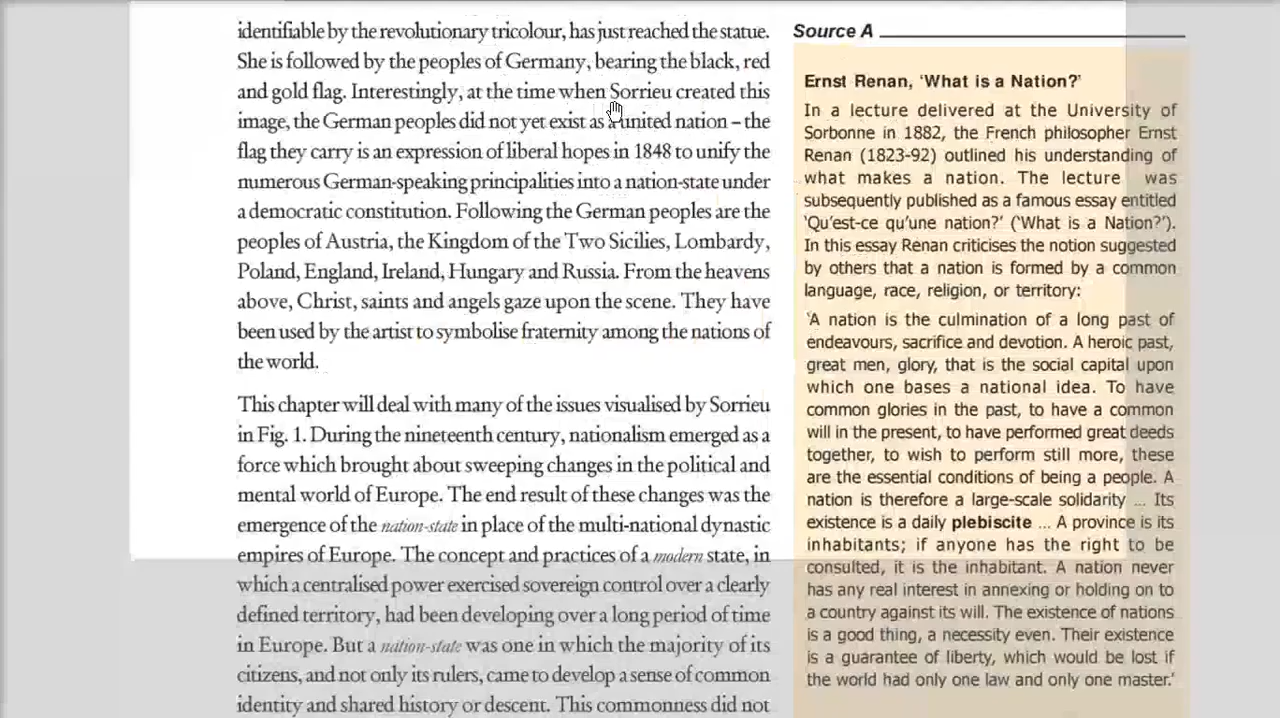 identifiable by the revolutionary tricolour, has just reached the statue.
She is followed by the peoples of Germany, bearing the black, red
and gold flag. Interestingly, at the time when Sorrieu created this
image, the German peoples did not yet exist as a united nation – the
flag they carry is an expression of liberal hopes in 1848 to unify the
numerous German-speaking principalities into a nation-state under
a democratic constitution. Following the German peoples are the
peoples of Austria, the Kingdom of the Two Sicilies, Lombardy,
Poland, England, Ireland, Hungary and Russia. From the heavens
above, Christ, saints and angels gaze upon the scene. They have
been used by the artist to symbolise fraternity among the nations of
the world.
This chapter will deal with many of the issues visualised by Sorrieu
in Fig. 1. During the nineteenth century, nationalism emerged as a
force which brought about sweeping changes in the political and
mental world of Europe. The end result of these changes was the
emergence of the nation-state in place of the multi-national dynastic
empires of Europe. The concept and practices of a modern state, in
which a centralised power exercised sovereign control over a clearly
defined territory, had been developing over a long period of time
in Europe. But a nation-state was one in which the majority of its
citizens, and not only its rulers, came to develop a sense of common
identity and shared history or descent. This commonness did not
Source A
Ernst Renan, ‘What is a Nation?’
In a lecture delivered at the University of
Sorbonne in 1882, the French philosopher Ernst
Renan (1823-92) outlined his understanding of
what makes a nation. The lecture was
subsequently published as a famous essay entitled
‘Qu’est-ce qu’une nation?’ (‘What is a Nation?’).
In this essay Renan criticises the notion suggested
by others that a nation is formed by a common
language, race, religion, or territory:
‘A nation is the culmination of a long past of
endeavours, sacrifice and devotion. A heroic past,
great men, glory, that is the social capital upon
which one bases a national idea. To have
common glories in the past, to have a common
will in the present, to have performed great deeds
together, to wish to perform still more, these
are the essential conditions of being a people. A
nation is therefore a large-scale solidarity ... Its
existence is a daily plebiscite ... A province is its
inhabitants; if anyone has the right to be
consulted, it is the inhabitant. A nation never
has any real interest in annexing or holding on to
a country against its will. The existence of nations
is a good thing, a necessity even. Their existence
is a guarantee of liberty, which would be lost if
the world had only one law and only one master.’